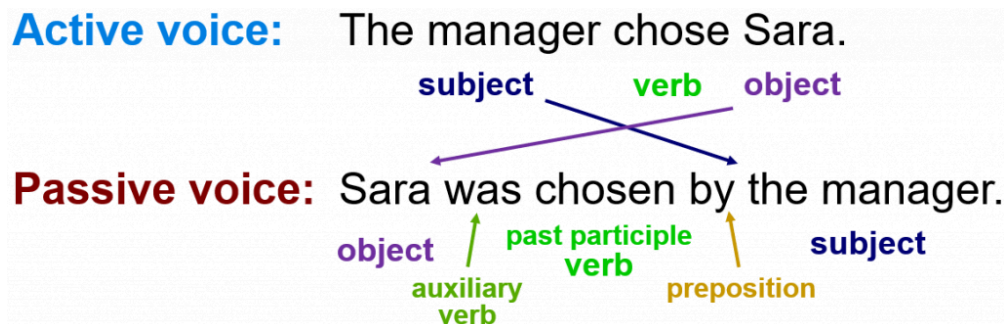 Active voice: The manager chose Sara.
subject verb object
Passive voice: Sara was chosen by the manager.
object past participle subject
verb
auxiliary preposition
verb